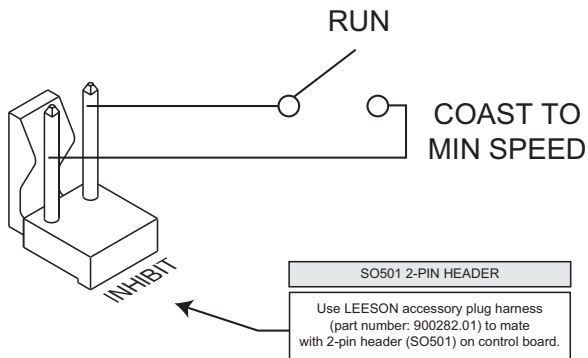 RUN
COAST TO
MIN SPEED
INHIBIT
SO501 2-PIN HEADER
Use LEESON accessory plug harness
(part number: 900282.01) to mate
with 2-pin header (SO501) on control board.